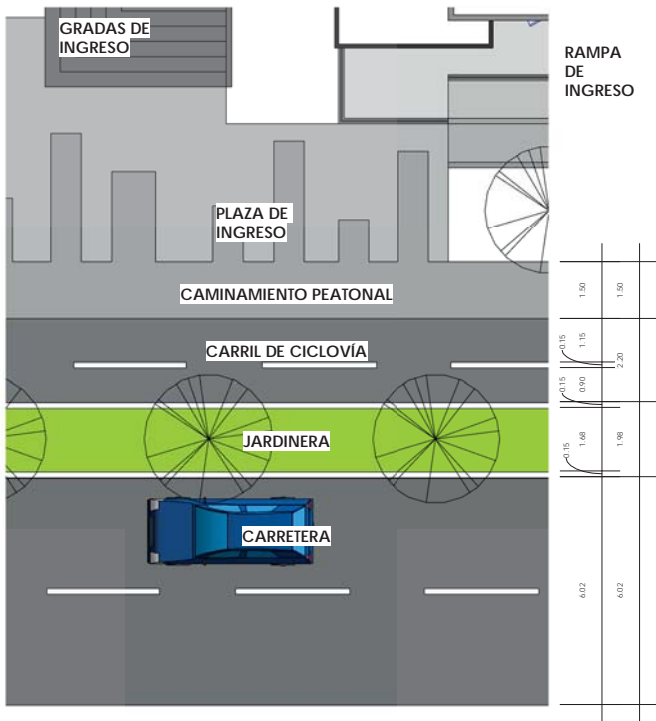 GRADAS DE
INGRESO
RAMPA
DE
INGRESO
PLAZA DE
INGRESO
CAMINAMIENTO PEATONAL
1.50
1.50
CARRIL DE CICLOVÍA
0.15
1.15
2.20
0.15
0.90
JARDINERA
1.68
1.98
0.15
CARRETERA
6.02
6.02